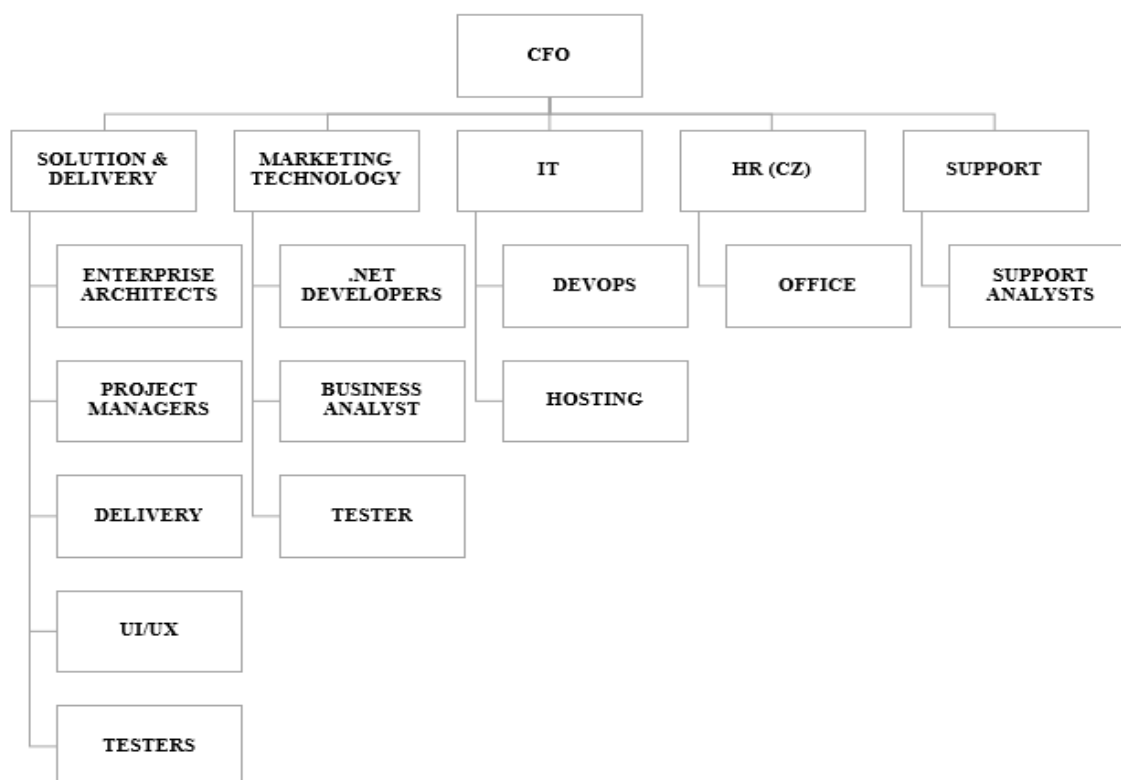 CFO
SOLUTION &
DELIVERY
MARKETING
TECHNOLOGY
IT
HR (CZ)
SUPPORT
ENTERPRISE
ARCHITECTS
.NET
DEVELOPERS
DEVOPS
OFFICE
SUPPORT
ANALYSTS
PROJECT
MANAGERS
BUSINESS
ANALYST
HOSTING
DELIVERY
TESTER
UI/UX
TESTERS